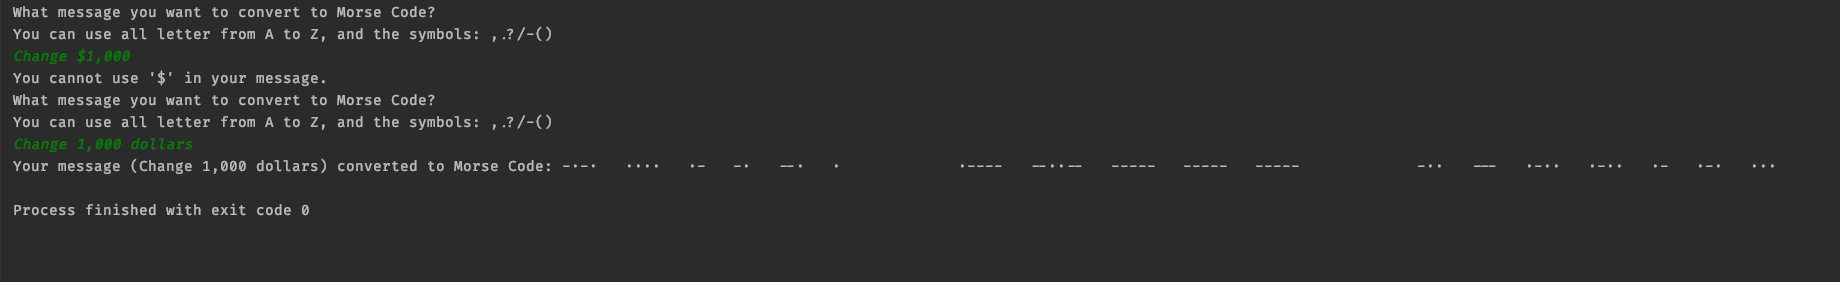 What message you want to convert to Morse Code?
You can use all letter from A to Z, and the symbols: ,.?/-()
Change $1,000
You cannot use '$' in your message.
What message you want to convert to Morse Code?
You can use all letter from A to Z, and the symbols: ,.?/-()
Change 1,000 dollars
Your message (Change 1,000 dollars) converted to Morse Code: -·-·   ····   ·-   -·   --·   ·             ·----   --··--   -----   -----   -----             -··   ---   ·-··   ·-··   ·-   ·-·   ···
Process finished with exit code 0